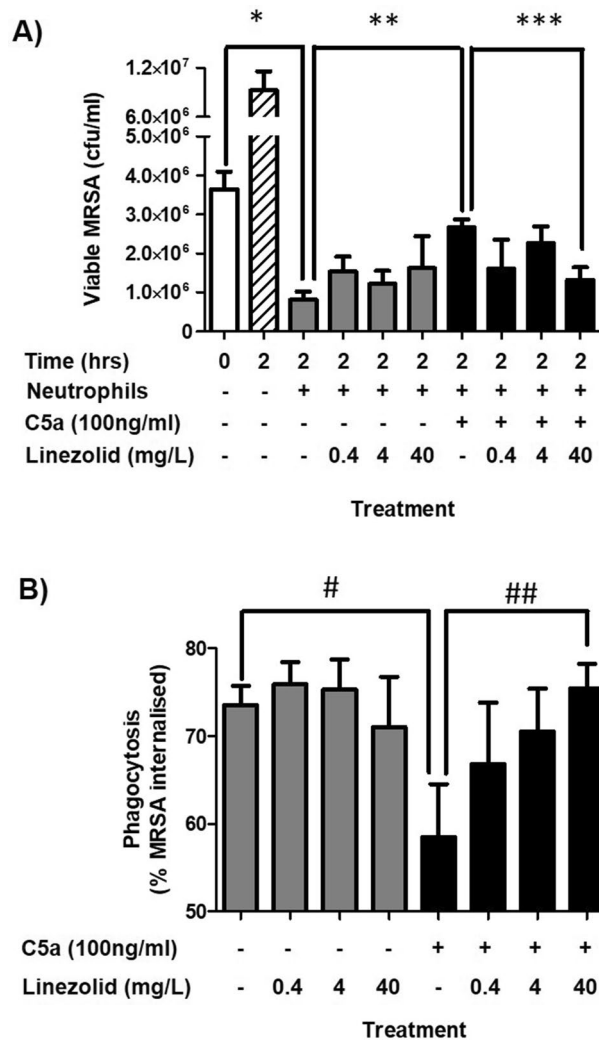 A)
* ** ***
Viable MRSA (cfu/ml)
1.2×10⁷
6.0×10⁶
5.0×10⁶
4.0×10⁶
3.0×10⁶
2.0×10⁶
1.0×10⁶
0
Time (hrs) 0 2 2 2 2 2 2 2 2 2
Neutrophils - - + + + + + + + +
C5a (100ng/ml) - - - - - - + + + +
Linezolid (mg/L) - - - 0.4 4 40 - 0.4 4 40
Treatment
B)
# ##
Phagocytosis
(% MRSA internalised)
80
70
60
50
C5a (100ng/ml) - - - - + + + +
Linezolid (mg/L) - 0.4 4 40 - 0.4 4 40
Treatment